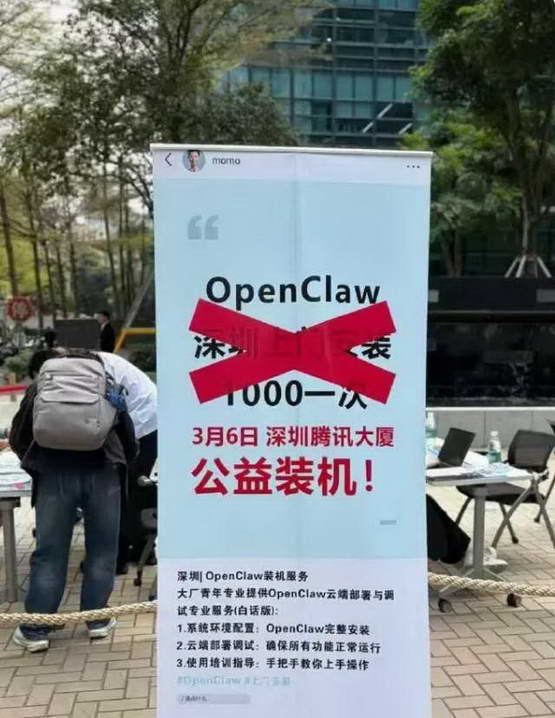 momo
OpenClaw
深圳上门安装
1000一次
3月6日 深圳腾讯大厦
公益装机！
深圳| OpenClaw装机服务
大厂青年专业提供OpenClaw云端部署与调
试专业服务(白话版):
1.系统环境配置：OpenClaw完整安装
2.云端部署调试：确保所有功能正常运行
3.使用培训指导：手把手教你上手操作
#OpenClaw #上门安装